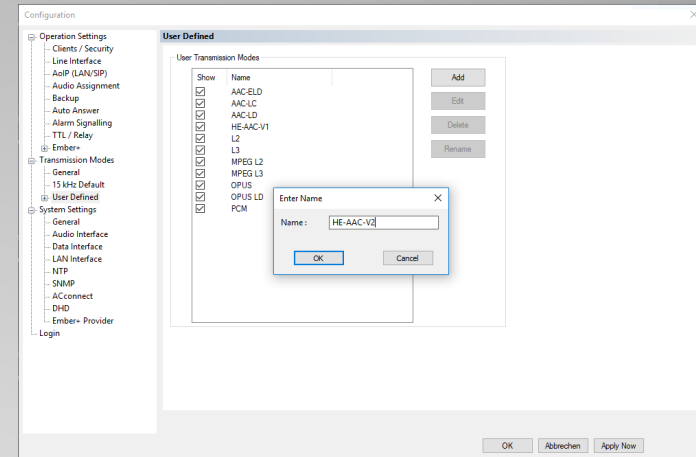 Configuration
Operation Settings
Clients / Security
Line Interface
AoIP (LAN/SIP)
Audio Assignment
Backup
Auto Answer
Alarm Signalling
TTL / Relay
Ember+
Transmission Modes
General
15 kHz Default
User Defined
System Settings
General
Audio Interface
Data Interface
LAN Interface
NTP
SNMP
ACconnect
DHD
Ember+ Provider
Login
User Defined
User Transmission Modes
Show Name
AAC-ELD
AAC-LC
AAC-LD
HE-AAC-V1
L2
L3
MPEG L2
MPEG L3
OPUS
OPUS LD
PCM
Add
Edit
Delete
Rename
Enter Name
Name : HE-AAC-V2
OK Cancel
OK Abbrechen Apply Now